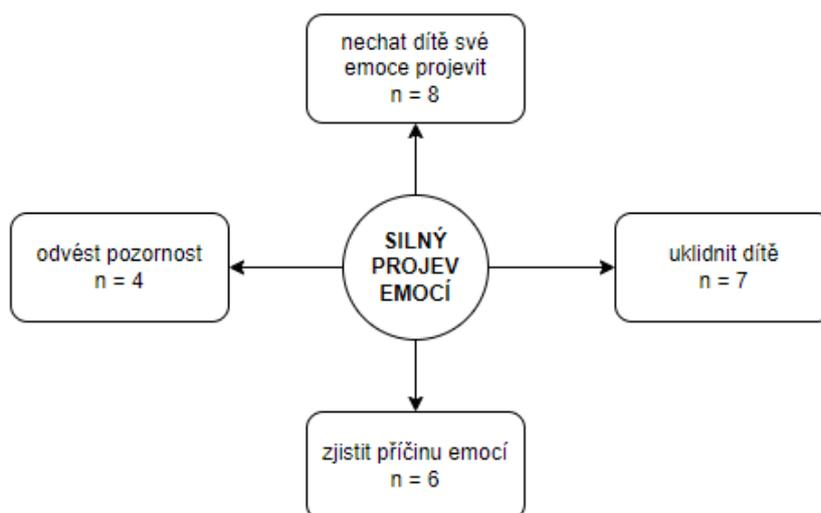 nechat dítě své
emoce projevit
n = 8
odvést pozornost
n = 4
SILNÝ
PROJEV
EMOCÍ
uklidnit dítě
n = 7
zjistit příčinu emocí
n = 6